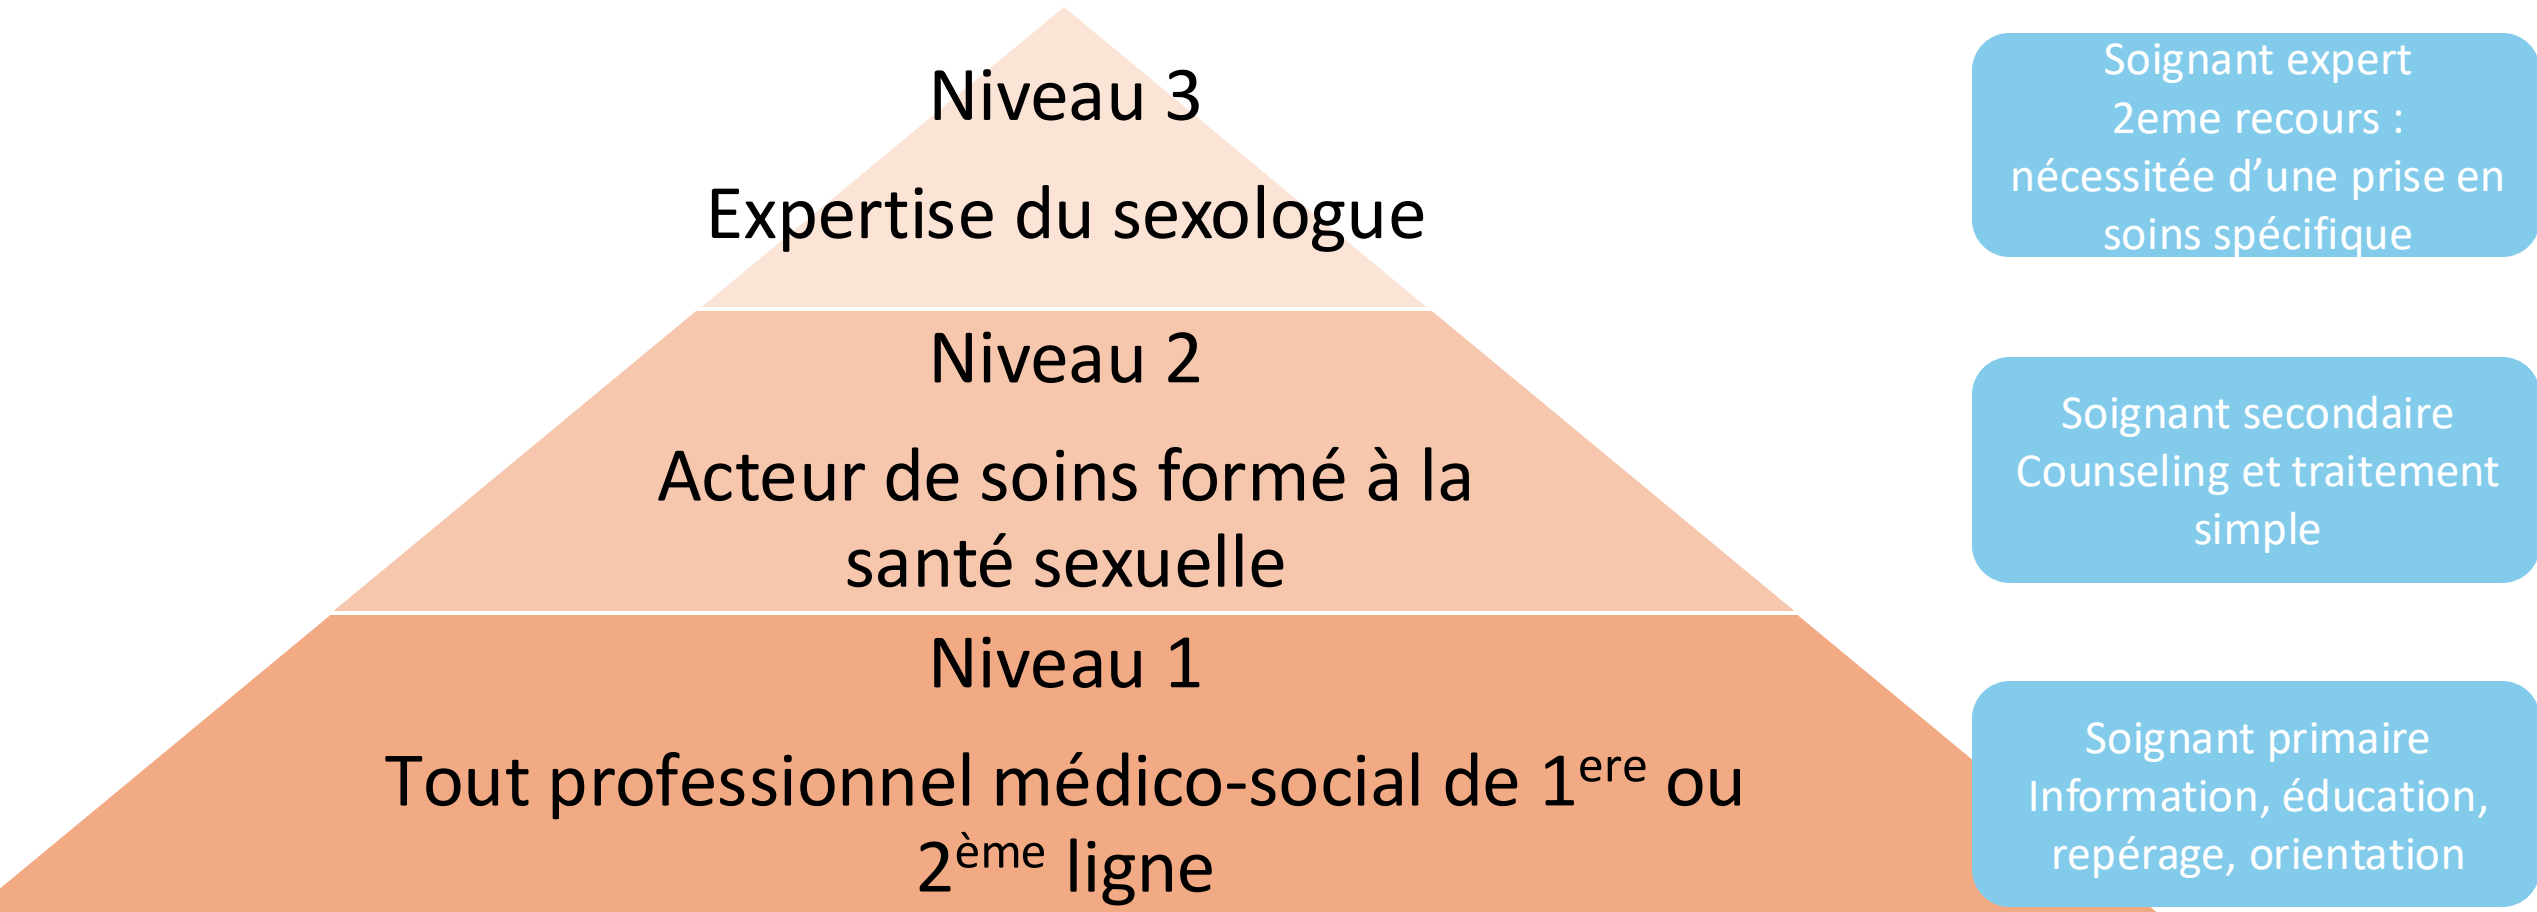 Niveau 3
Expertise du sexologue
Soignant expert
2eme recours :
nécessitée d’une prise en
soins spécifique
Niveau 2
Acteur de soins formé à la
santé sexuelle
Soignant secondaire
Counseling et traitement
simple
Niveau 1
Tout professionnel médico-social de 1ere ou
2ème ligne
Soignant primaire
Information, éducation,
repérage, orientation